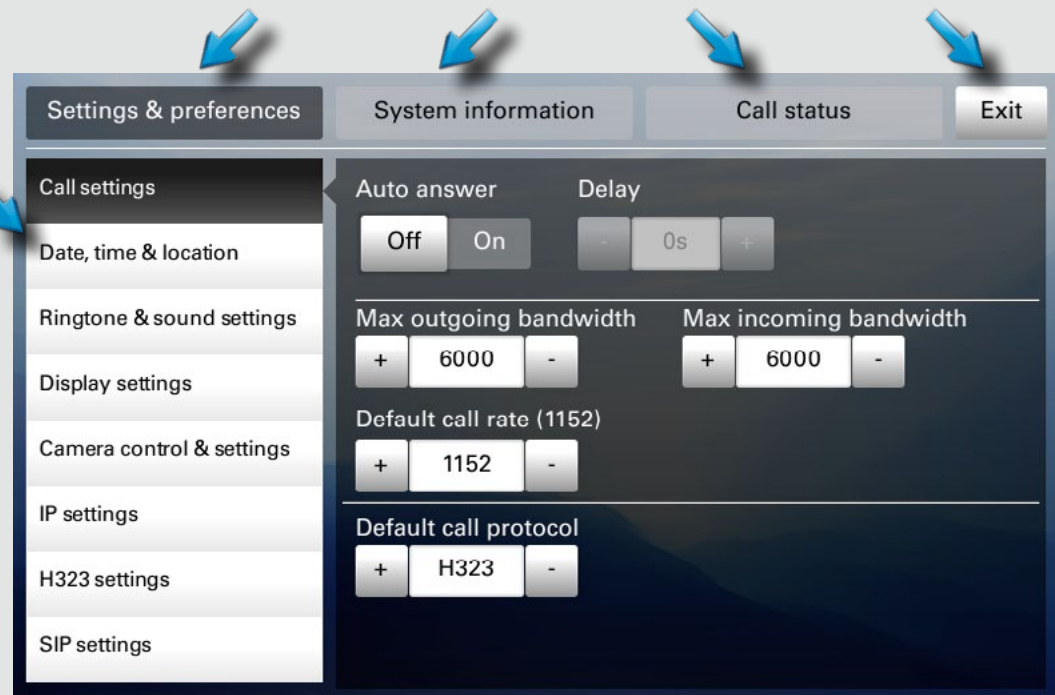 Settings & preferences
System information
Call status
Exit
Call settings
Date, time & location
Ringtone & sound settings
Display settings
Camera control & settings
IP settings
H323 settings
SIP settings
Auto answer
Delay
Off On
- 0s +
Max outgoing bandwidth
Max incoming bandwidth
+ 6000 -
+ 6000 -
Default call rate (1152)
+ 1152 -
Default call protocol
+ H323 -